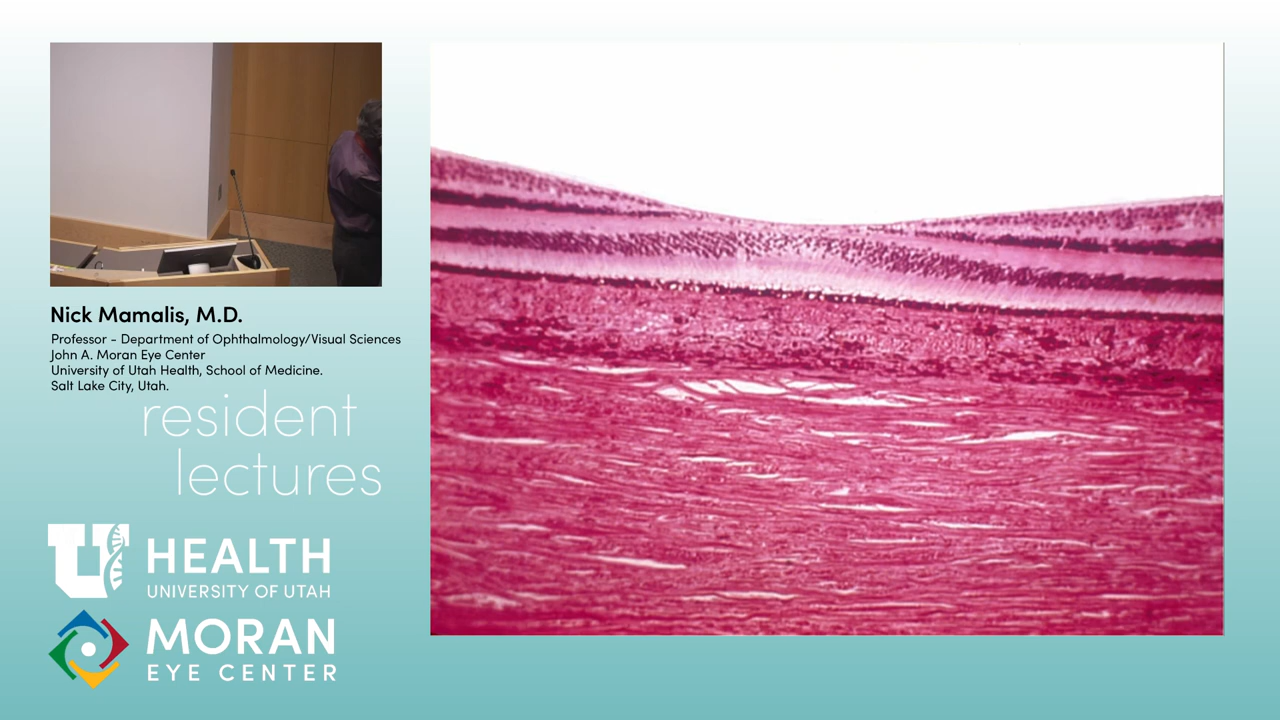 Nick Mamalis, M.D.
Professor - Department of Ophthalmology/Visual Sciences
John A. Moran Eye Center
University of Utah Health, School of Medicine.
Salt Lake City, Utah.
resident
lectures
U HEALTH
UNIVERSITY OF UTAH
MORAN
EYE CENTER